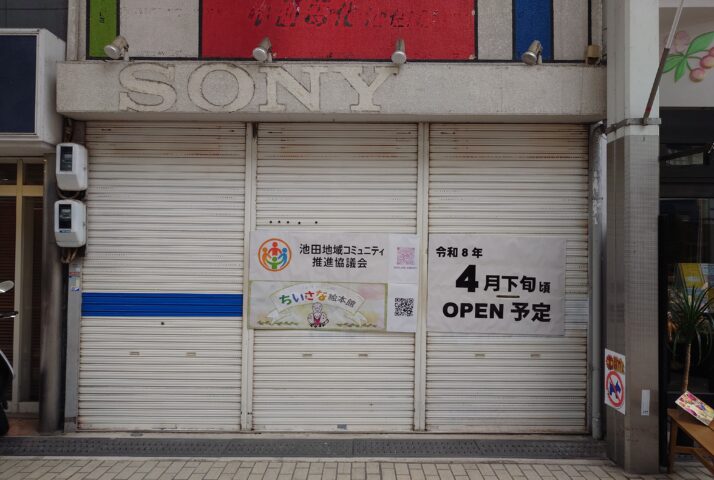 SONY
池田地域コミュニティ
推進協議会
ちいさな絵本館
令和8年
4月下旬頃
OPEN 予定